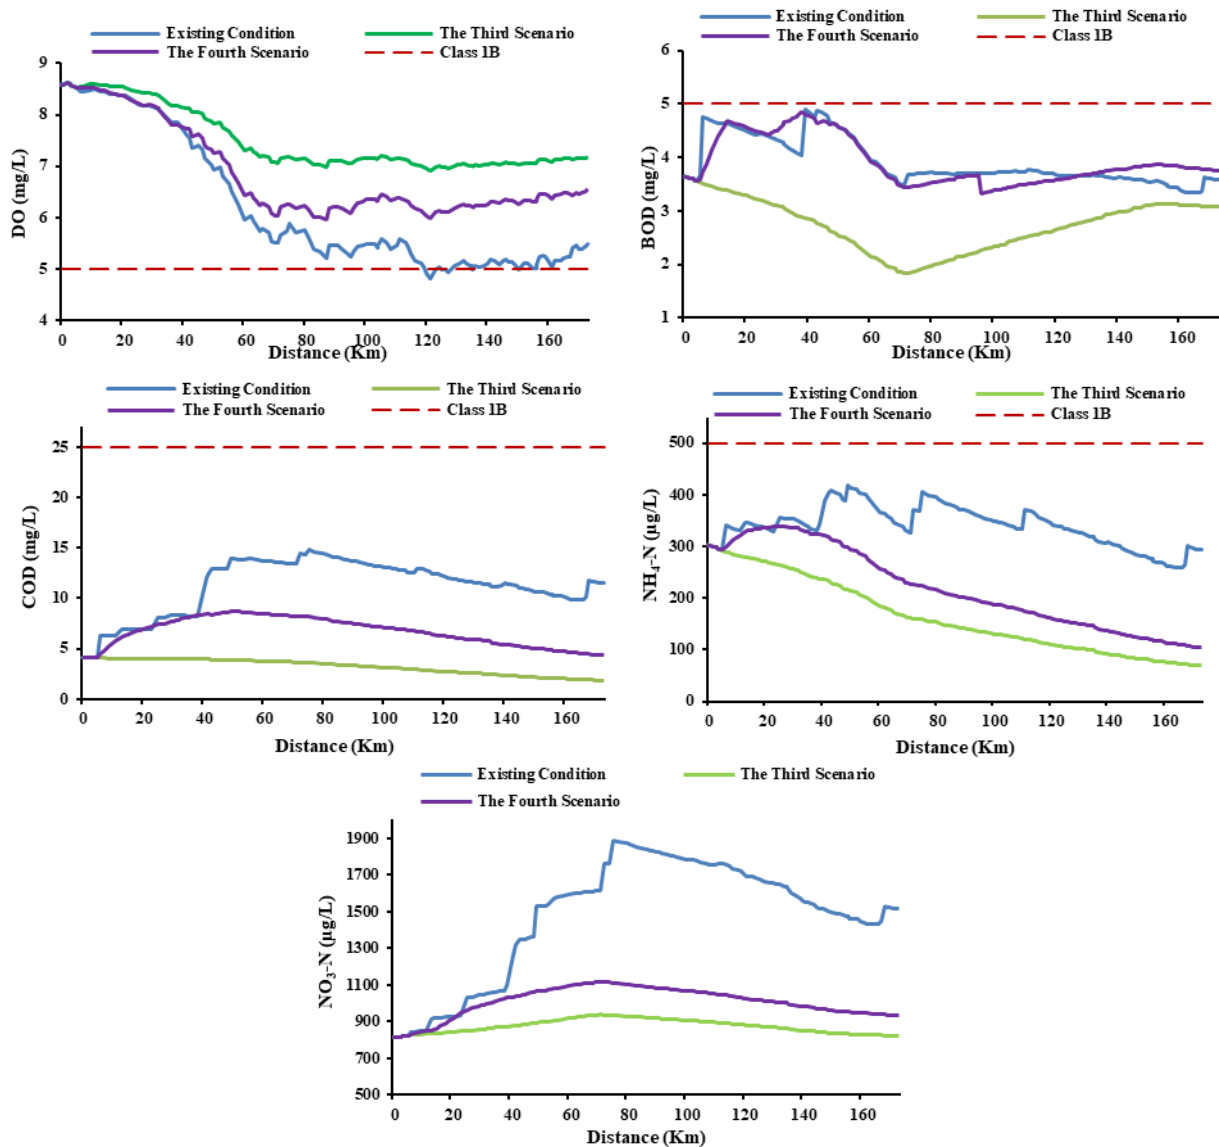 Existing Condition
The Third Scenario
The Fourth Scenario
Class 1B
9
8
7
6
5
4
DO (mg/L)
0 20 40 60 80 100 120 140 160
Distance (Km)
Existing Condition
The Third Scenario
The Fourth Scenario
Class 1B
6
5
4
3
2
1
BOD (mg/L)
0 20 40 60 80 100 120 140 160
Distance (Km)
Existing Condition
The Third Scenario
The Fourth Scenario
Class 1B
25
20
15
10
5
0
COD (mg/L)
0 20 40 60 80 100 120 140 160
Distance (Km)
Existing Condition
The Third Scenario
The Fourth Scenario
Class 1B
500
400
300
200
100
0
NH₄-N (µg/L)
0 20 40 60 80 100 120 140 160
Distance (Km)
Existing Condition
The Third Scenario
The Fourth Scenario
1900
1700
1500
1300
1100
900
700
500
NO₃-N (µg/L)
0 20 40 60 80 100 120 140 160
Distance (Km)